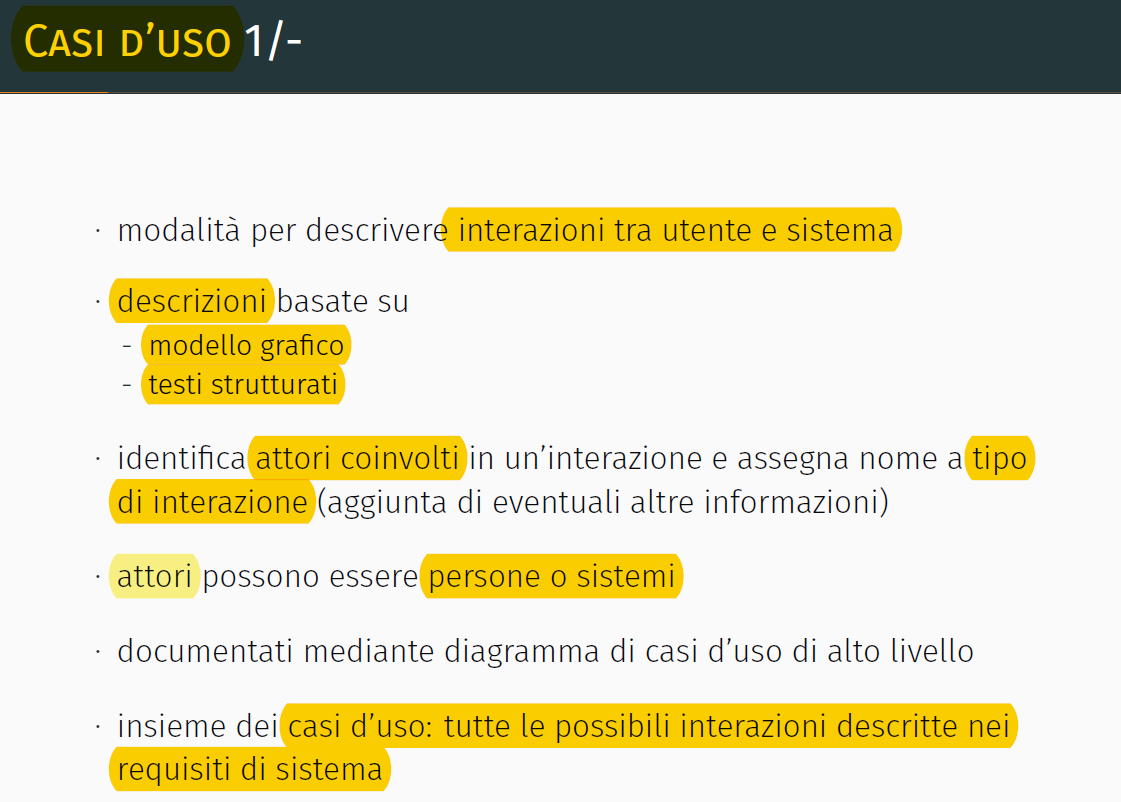 Casi d’uso 1/-
· modalità per descrivere interazioni tra utente e sistema
· descrizioni basate su
- modello grafico
- testi strutturati
· identifica attori coinvolti in un’interazione e assegna nome a tipo
di interazione (aggiunta di eventuali altre informazioni)
· attori possono essere persone o sistemi
· documentati mediante diagramma di casi d’uso di alto livello
· insieme dei casi d’uso: tutte le possibili interazioni descritte nei
requisiti di sistema